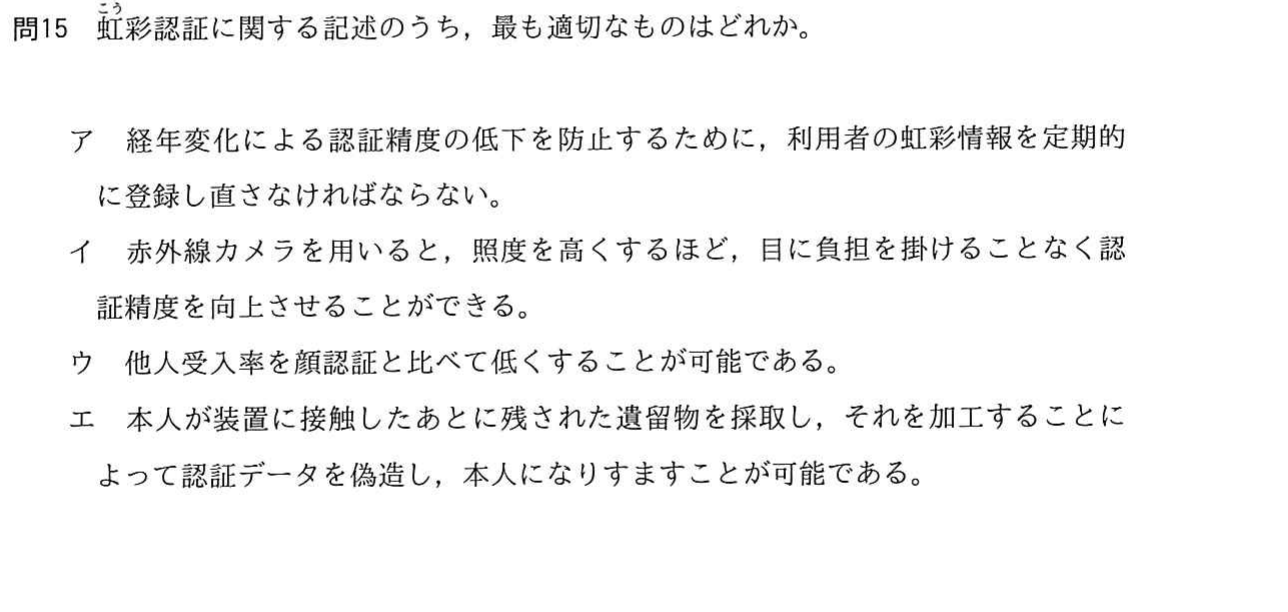 こう
問15　虹彩認証に関する記述のうち，最も適切なものはどれか。
ア　経年変化による認証精度の低下を防止するために，利用者の虹彩情報を定期的
に登録し直さなければならない。
イ　赤外線カメラを用いると，照度を高くするほど，目に負担を掛けることなく認
証精度を向上させることができる。
ウ　他人受入率を顔認証と比べて低くすることが可能である。
エ　本人が装置に接触したあとに残された遺留物を採取し，それを加工することに
よって認証データを偽造し，本人になりすますことが可能である。